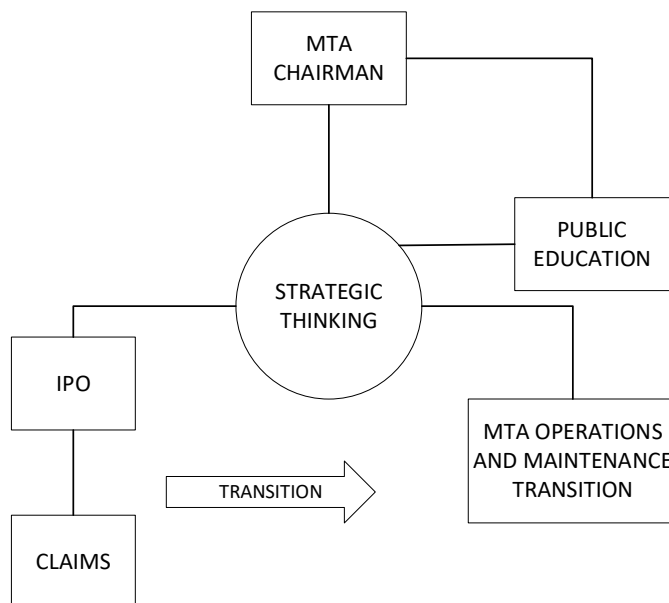 MTA
CHAIRMAN
PUBLIC
EDUCATION
STRATEGIC
THINKING
IPO
MTA OPERATIONS
AND MAINTENANCE
TRANSITION
TRANSITION
CLAIMS